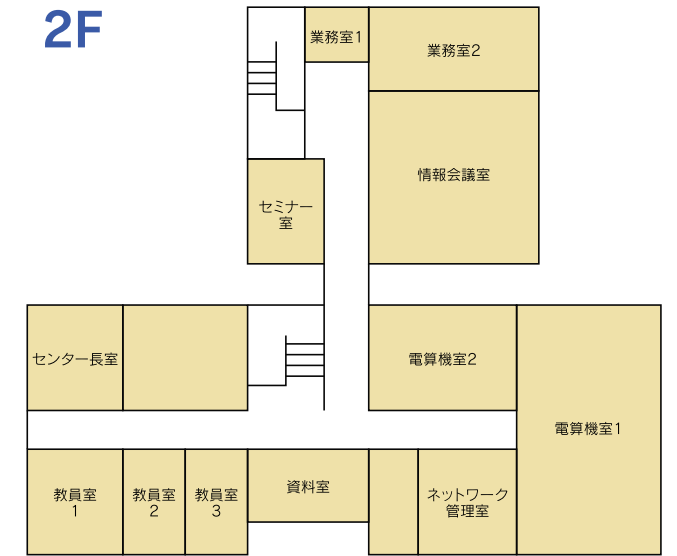 2F
業務室1
業務室2
情報会議室
セミナー
室
センター長室
電算機室2
電算機室1
教員室
1
教員室
2
教員室
3
資料室
ネットワーク
管理室